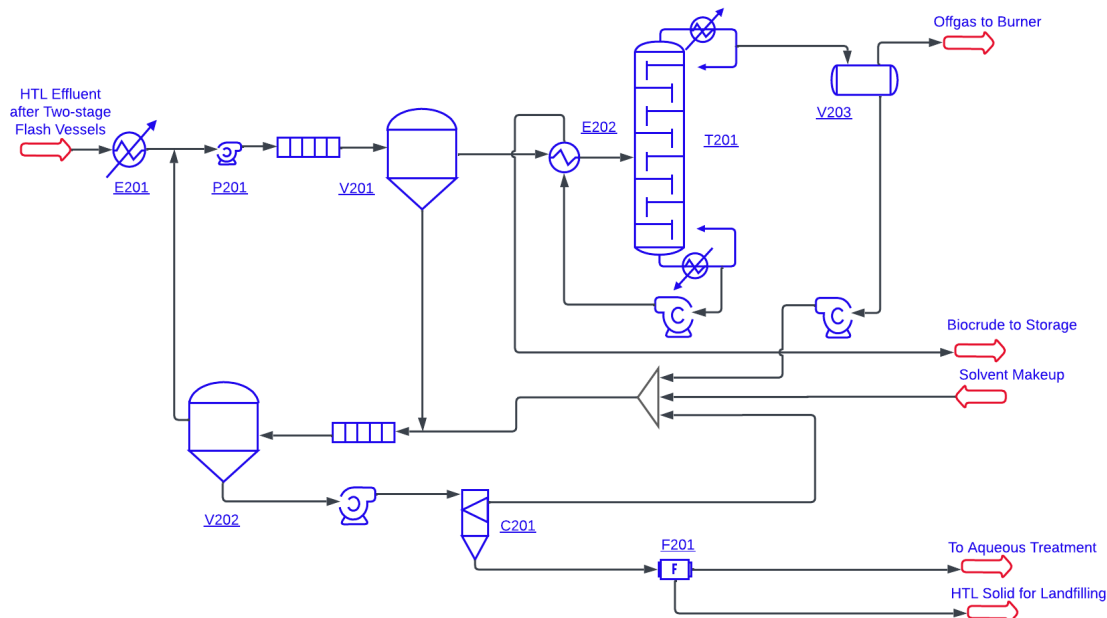 Offgas to Burner
HTL Effluent
after Two-stage
Flash Vessels
E201
P201
V201
E202
T201
V203
C
C
Biocrude to Storage
Solvent Makeup
V202
C
C201
F201
F
To Aqueous Treatment
HTL Solid for Landfilling